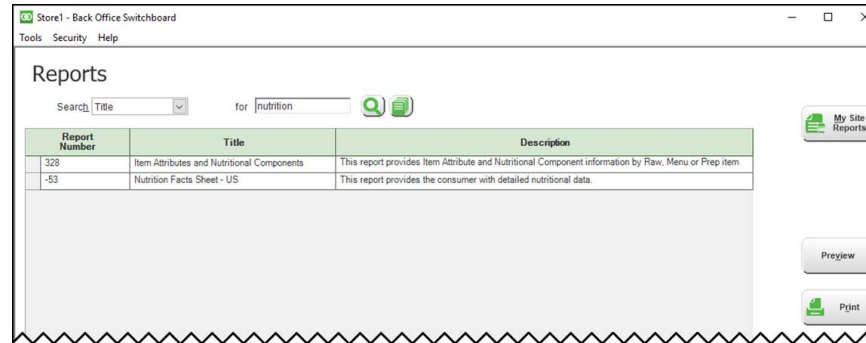 Store1 - Back Office Switchboard
Tools Security Help
Reports
Search Title for nutrition
My Site
Reports
Report
Number Title Description
328 Item Attributes and Nutritional Components This report provides Item Attribute and Nutritional Component information by Raw, Menu or Prep item
-53 Nutrition Facts Sheet - US This report provides the consumer with detailed nutritional data.
Preview
Print